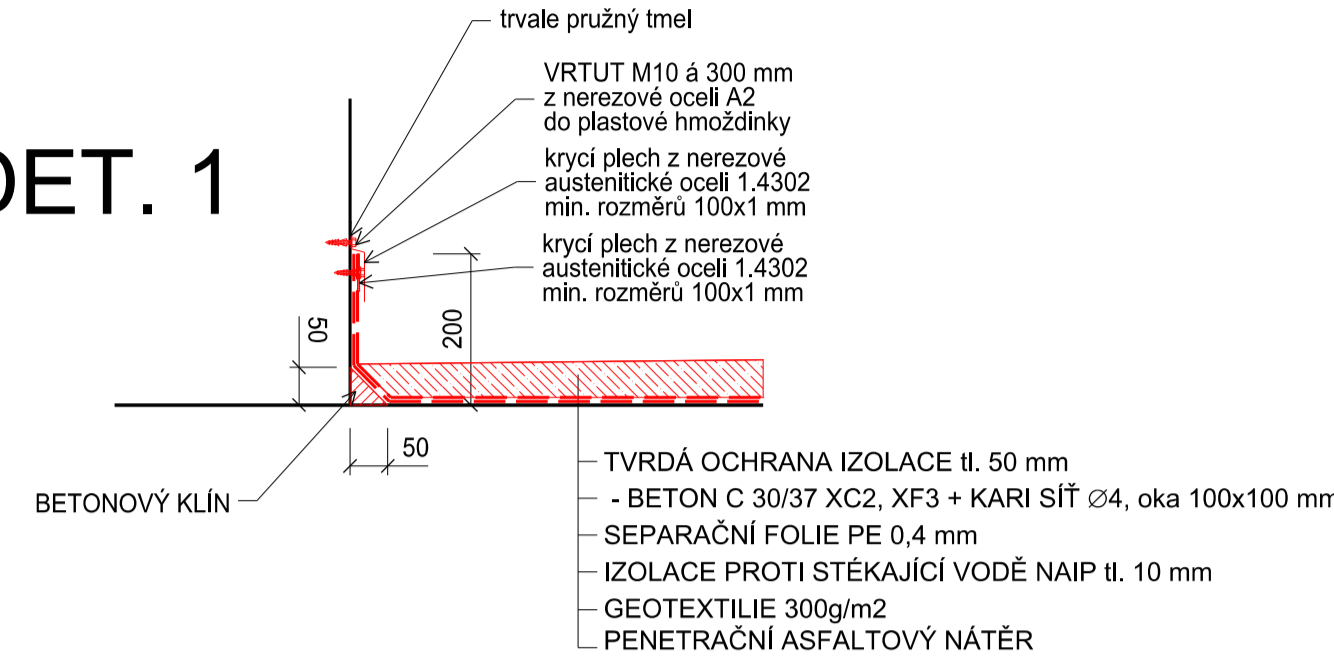 trvale pružný tmel
VRTUT M10 á 300 mm
z nerezové oceli A2
do plastové hmoždinky
DET. 1
krycí plech z nerezové
austenitické oceli 1.4302
min. rozměrů 100x1 mm
krycí plech z nerezové
austenitické oceli 1.4302
min. rozměrů 100x1 mm
50
200
50
BETONOVÝ KLÍN
TVRDÁ OCHRANA IZOLACE tl. 50 mm
- BETON C 30/37 XC2, XF3 + KARI SÍŤ ∅4, oka 100x100 mm
SEPARAČNÍ FOLIE PE 0,4 mm
IZOLACE PROTI STÉKAJÍCÍ VODĚ NAIP tl. 10 mm
GEOTEXTILIE 300g/m2
PENETRAČNÍ ASFALTOVÝ NÁTĚR